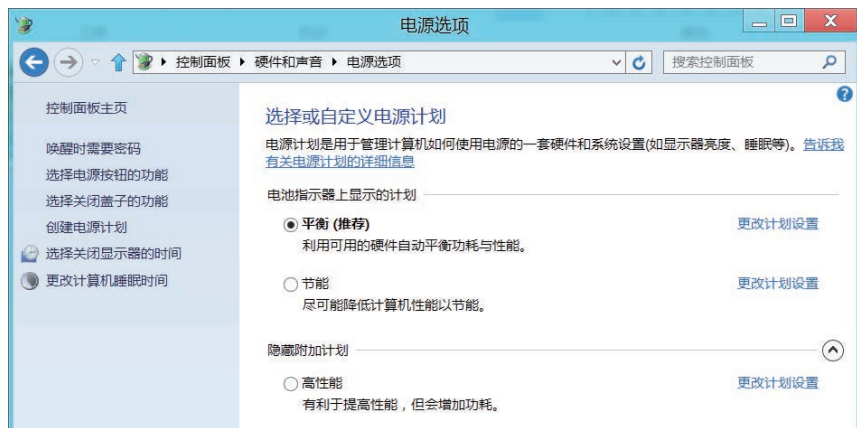 电源选项
控制面板 ▸ 硬件和声音 ▸ 电源选项
搜索控制面板
控制面板主页
唤醒时需要密码
选择电源按钮的功能
选择关闭盖子的功能
创建电源计划
选择关闭显示器的时间
更改计算机睡眠时间
选择或自定义电源计划
电源计划是用于管理计算机如何使用电源的一套硬件和系统设置(如显示器亮度、睡眠等)。告诉我
有关电源计划的详细信息
电池指示器上显示的计划
平衡 (推荐) 更改计划设置
利用可用的硬件自动平衡功耗与性能。
节能 更改计划设置
尽可能降低计算机性能以节能。
隐藏附加计划
高性能 更改计划设置
有利于提高性能，但会增加功耗。